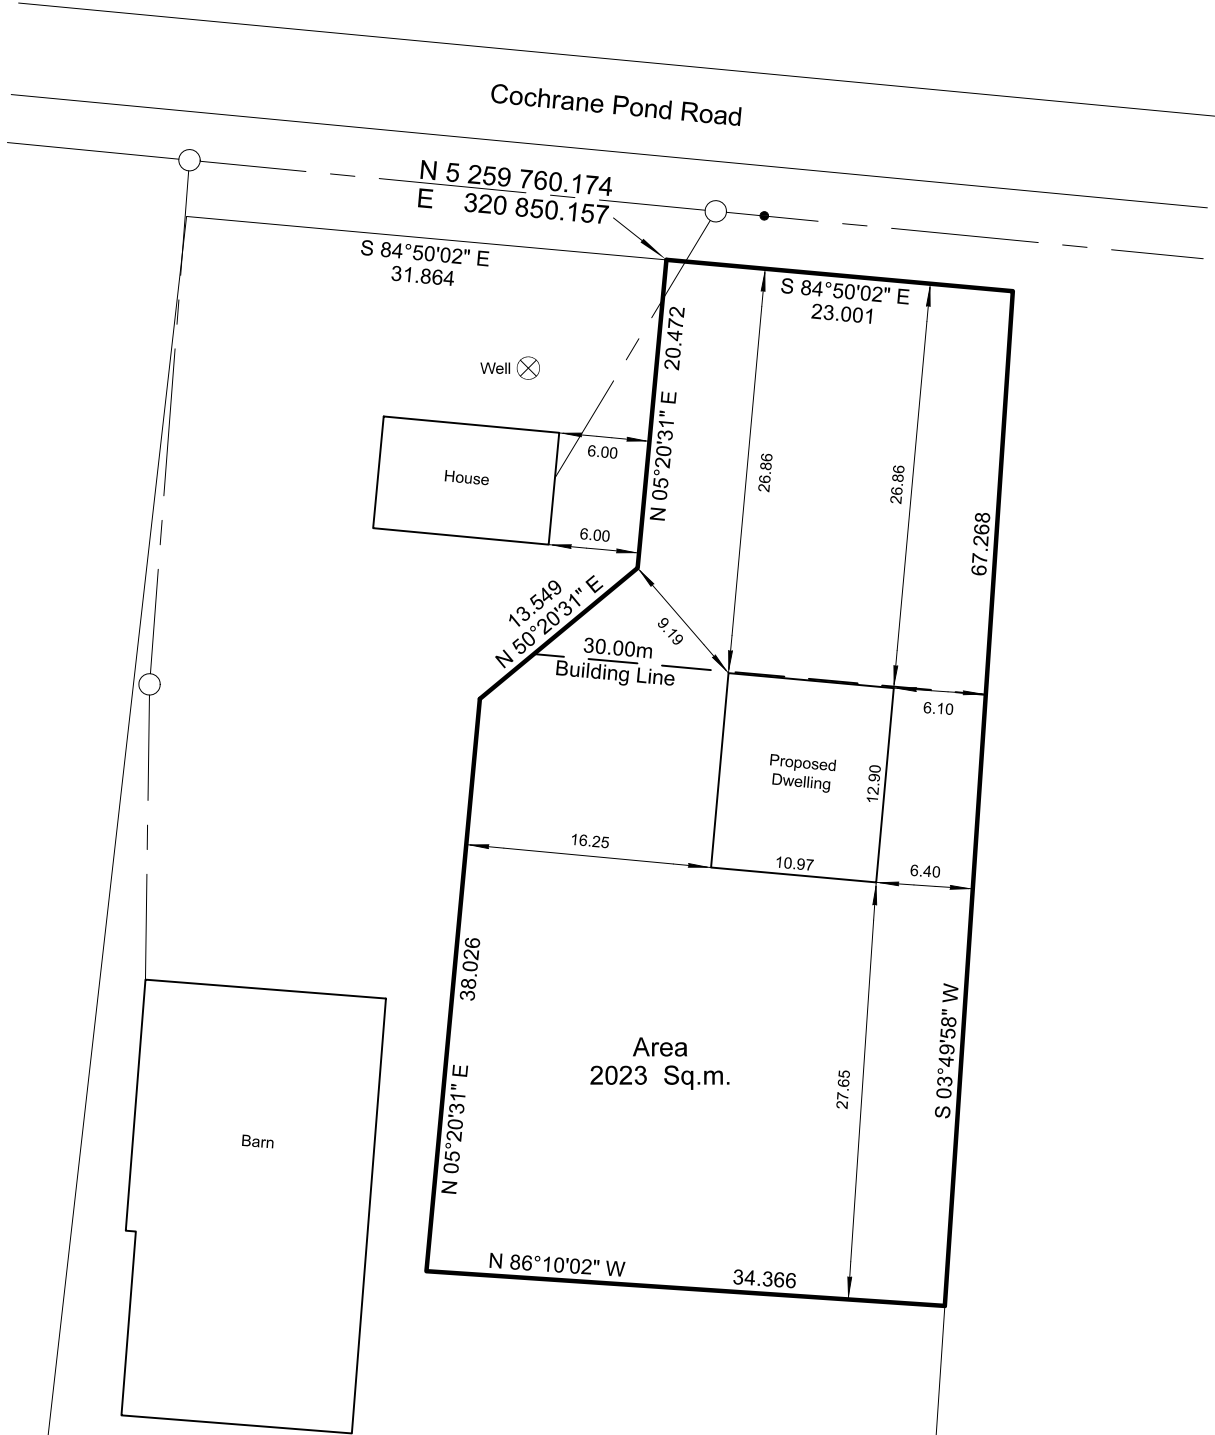 Cochrane Pond Road
N 5 259 760.174
E 320 850.157
S 84°50'02" E
31.864
S 84°50'02" E
23.001
20.472
N 05°20'31" E
Well
House
6.00
6.00
26.86
26.86
67.268
13.549
N 50°20'31" E
9.19
30.00m
Building Line
6.10
Proposed
Dwelling
12.90
16.25
10.97
6.40
38.026
N 05°20'31" E
Area
2023 Sq.m.
27.65
S 03°49'58" W
Barn
N 86°10'02" W
34.366